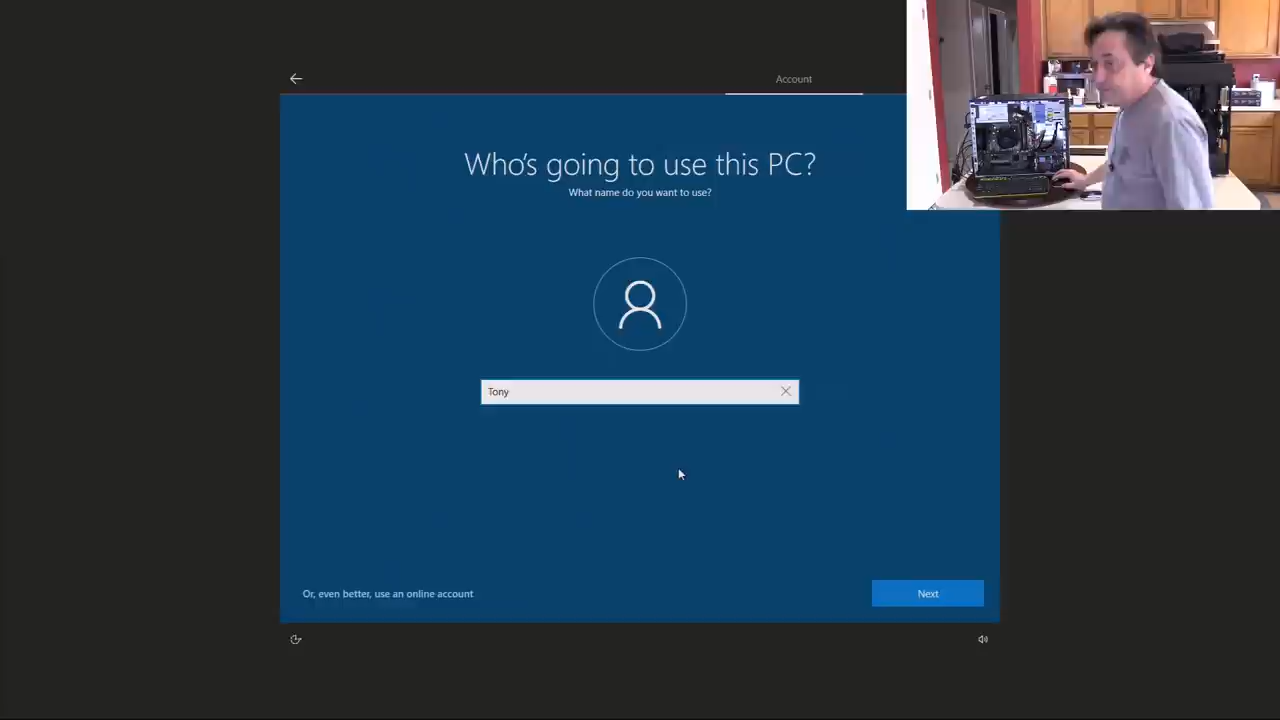 Account
Who's going to use this PC?
What name do you want to use?
Tony
Or, even better, use an online account
Next